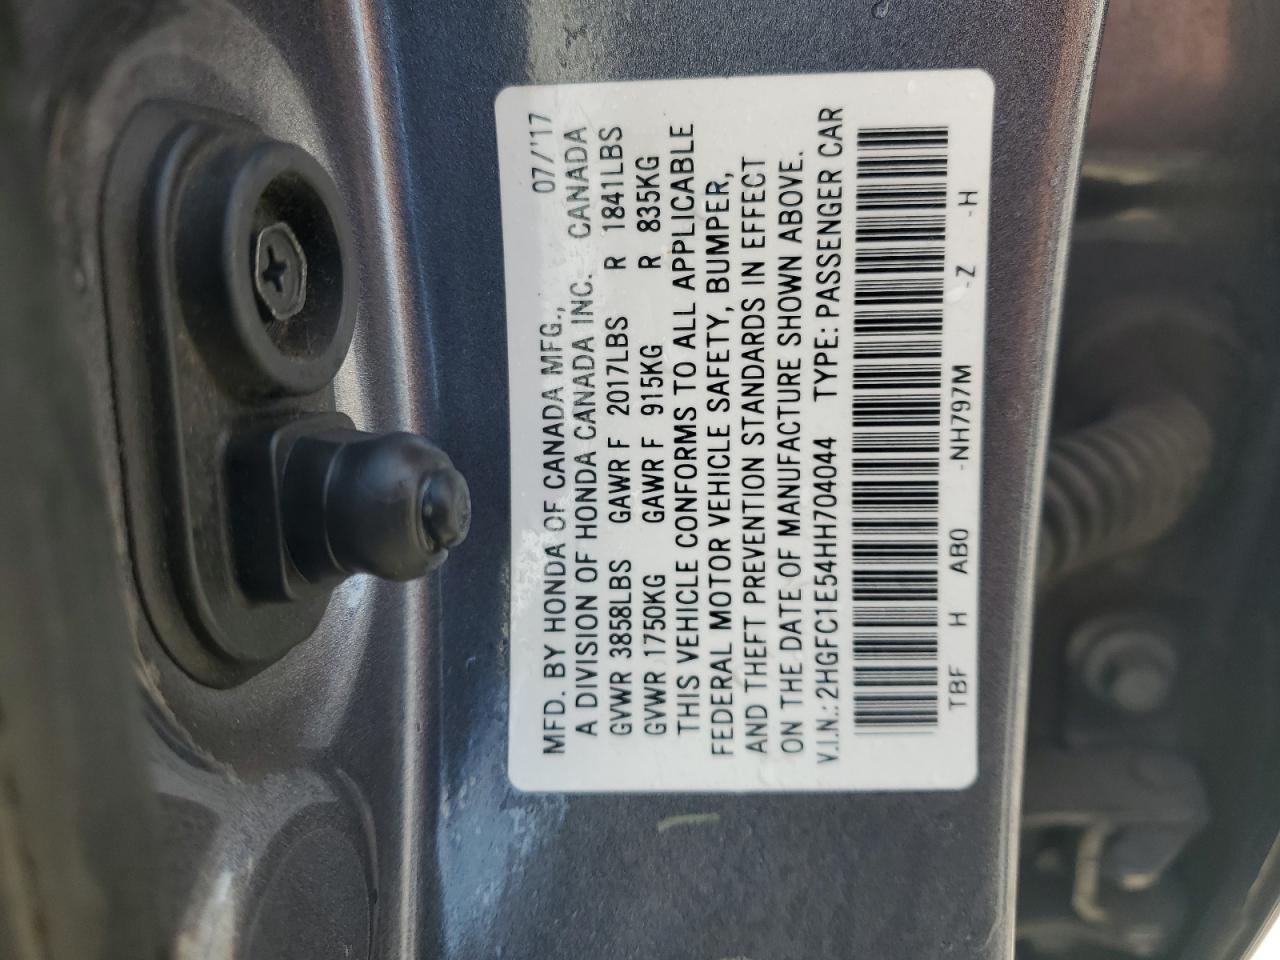 MFD. BY HONDA OF CANADA MFG., 07/'17
A DIVISION OF HONDA CANADA INC. CANADA
GVWR 3858LBS GAWR F 2017LBS R 1841LBS
GVWR 1750KG GAWR F 915KG R 835KG
THIS VEHICLE CONFORMS TO ALL APPLICABLE
FEDERAL MOTOR VEHICLE SAFETY, BUMPER,
AND THEFT PREVENTION STANDARDS IN EFFECT
ON THE DATE OF MANUFACTURE SHOWN ABOVE.
V.I.N.: 2HGFC1E54HH704044 TYPE: PASSENGER CAR
TBF H AB0 -NH797M -Z -H